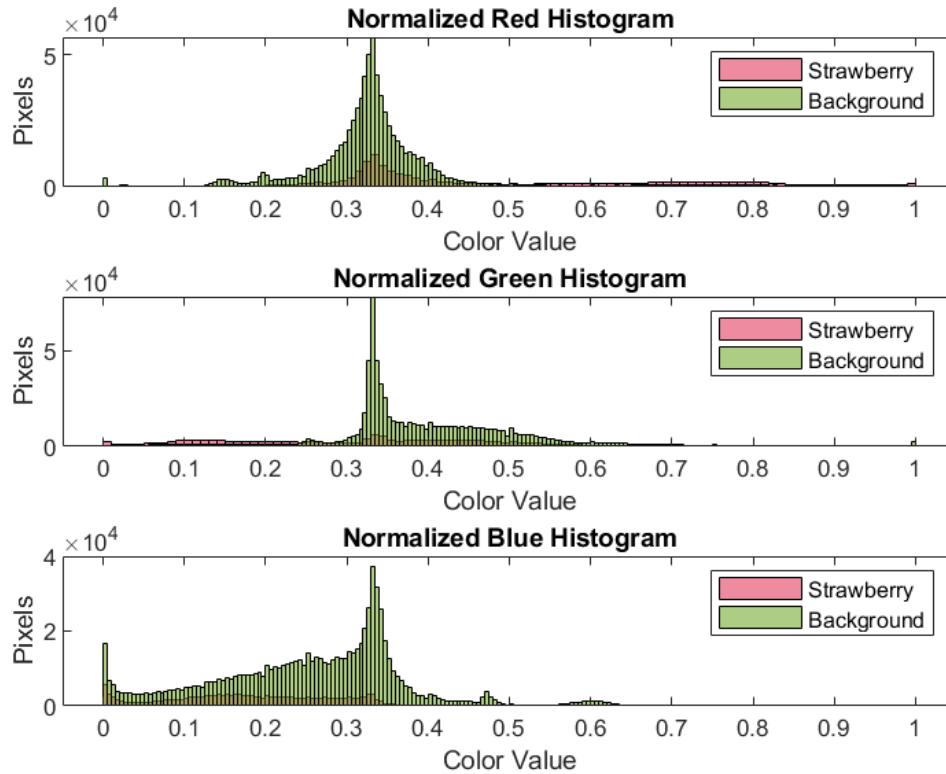 Normalized Red Histogram
×10⁴
5
0
Pixels
Strawberry
Background
0 0.1 0.2 0.3 0.4 0.5 0.6 0.7 0.8 0.9 1
Color Value
Normalized Green Histogram
×10⁴
5
0
Pixels
Strawberry
Background
0 0.1 0.2 0.3 0.4 0.5 0.6 0.7 0.8 0.9 1
Color Value
Normalized Blue Histogram
×10⁴
4
2
0
Pixels
Strawberry
Background
0 0.1 0.2 0.3 0.4 0.5 0.6 0.7 0.8 0.9 1
Color Value